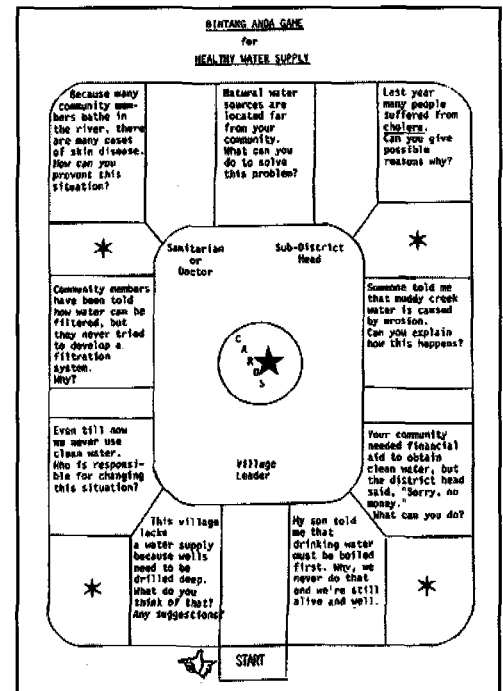 BINTANG ANDA GAME
for
HEALTHY WATER SUPPLY
Because many
community mem-
bers bathe in
the river, there
are many cases
of skin disease.
How can you
prevent this
situation?
Natural water
sources are
located far
from your
community.
What can you
do to solve
this problem?
Last year
many people
suffered from
cholera.
Can you give
possible
reasons why?
Sanitarian
or
Doctor
Sub-District
Head
Community members
have been told
how water can be
filtered, but
they never tried
to develop a
filtration
system.
Why?
Someone told me
that muddy creek
water is caused
by erosion.
Can you explain
how this happens?
CARDS
Even till now
we never use
clean water.
Who is responsi-
ble for changing
this situation?
Village
Leader
Your community
needed financial
aid to obtain
clean water, but
the district head
said, "Sorry, no
money."
What can you do?
This village
lacks
a water supply
because wells
need to be
drilled deep.
What do you
think of that?
Any suggestions?
My son told
me that
drinking water
must be boiled
first. Why, we
never do that
and we're still
alive and well.
START